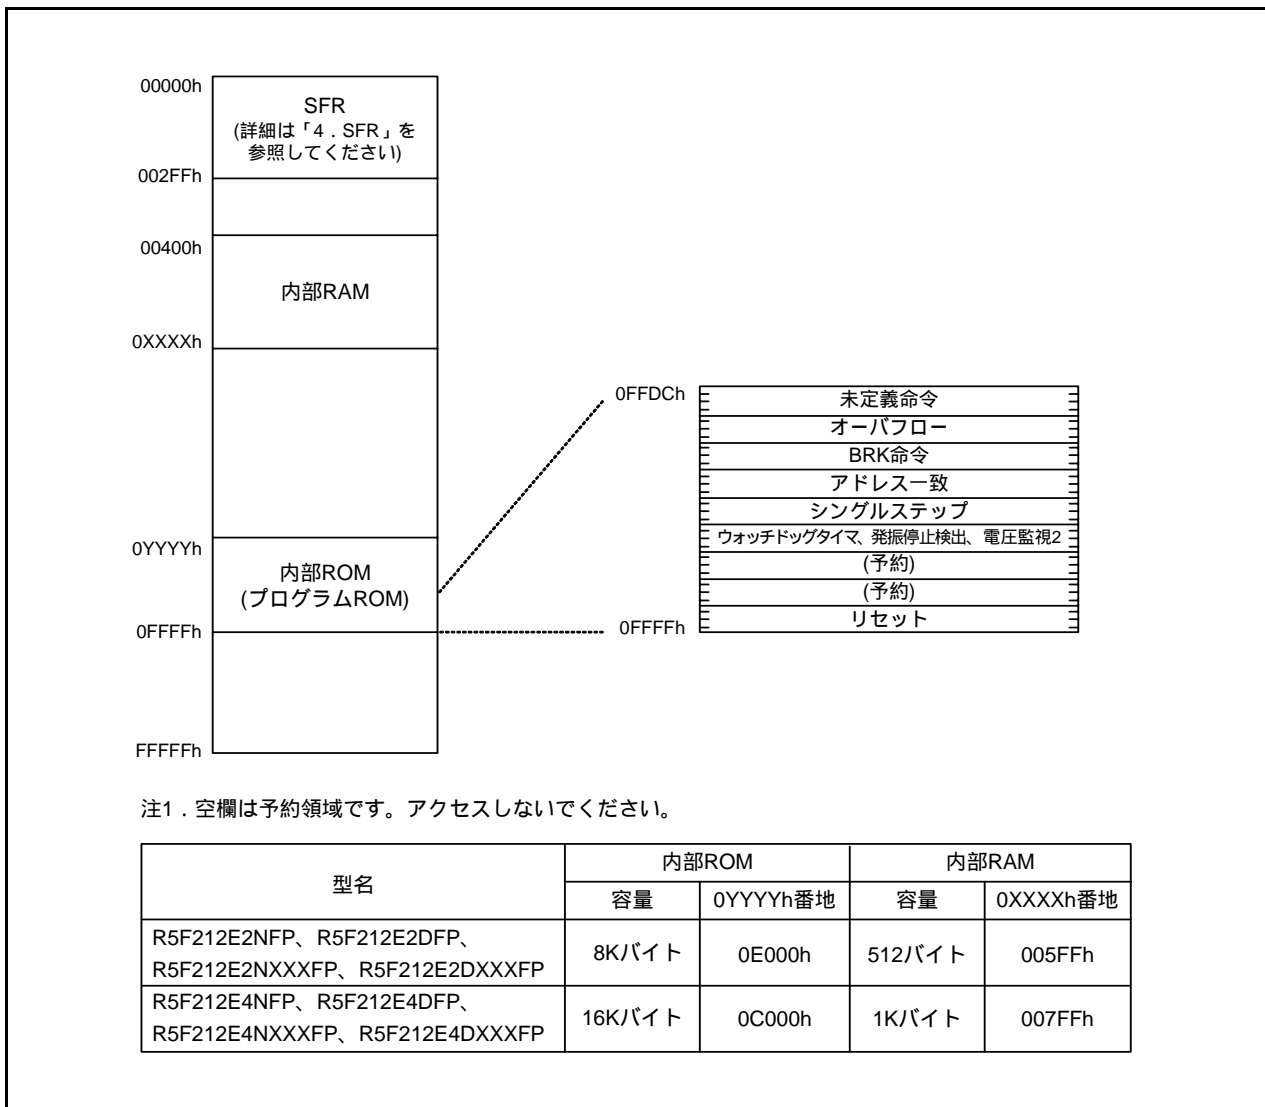 00000h
SFR
(詳細は「4．SFR」を
参照してください)
002FFh
00400h
内部RAM
0XXXXh
0YYYYh
内部ROM
(プログラムROM)
0FFFFh
FFFFFh
0FFDCh
未定義命令
オーバフロー
BRK命令
アドレス一致
シングルステップ
ウォッチドッグタイマ、発振停止検出、電圧監視2
(予約)
(予約)
リセット
0FFFFh
注1．空欄は予約領域です。アクセスしないでください。
型名 内部ROM 内部RAM
容量 0YYYYh番地 容量 0XXXXh番地
R5F212E2NFP、R5F212E2DFP、
R5F212E2NXXXFP、R5F212E2DXXXFP
8Kバイト 0E000h 512バイト 005FFh
R5F212E4NFP、R5F212E4DFP、
R5F212E4NXXXFP、R5F212E4DXXXFP
16Kバイト 0C000h 1Kバイト 007FFh